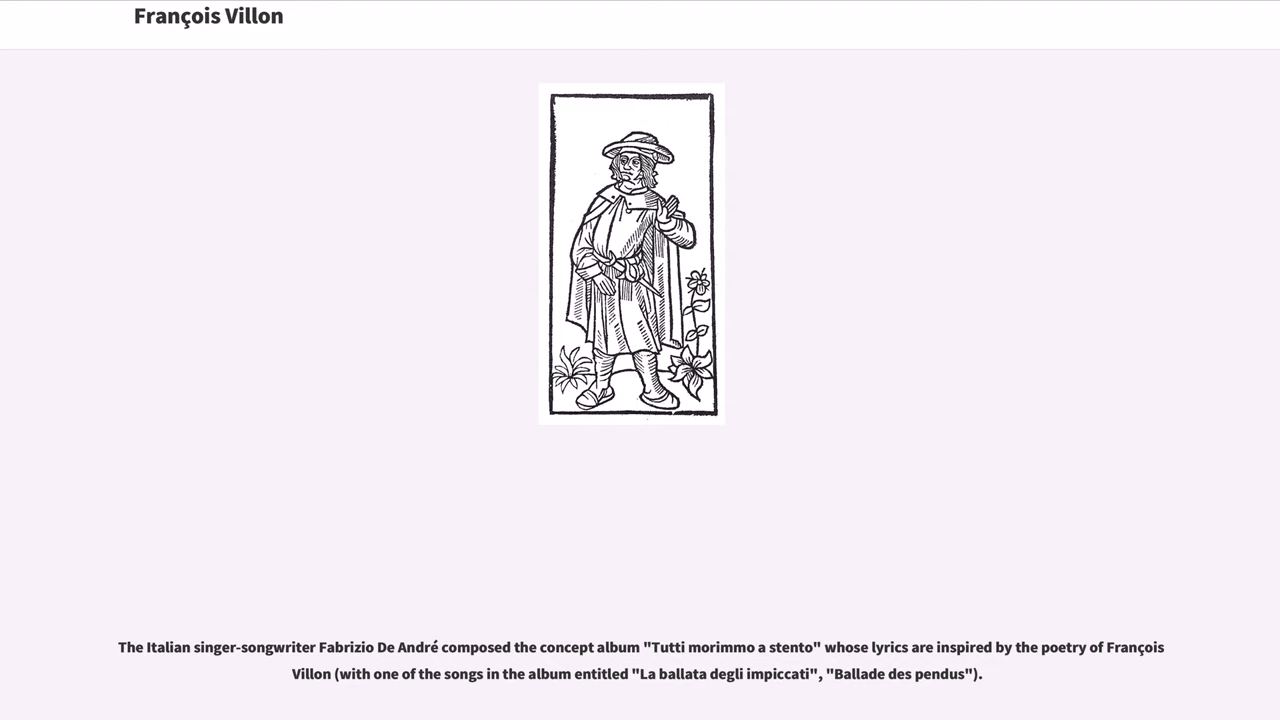 François Villon
The Italian singer-songwriter Fabrizio De André composed the concept album "Tutti morimmo a stento" whose lyrics are inspired by the poetry of François
Villon (with one of the songs in the album entitled "La ballata degli impiccati", "Ballade des pendus").